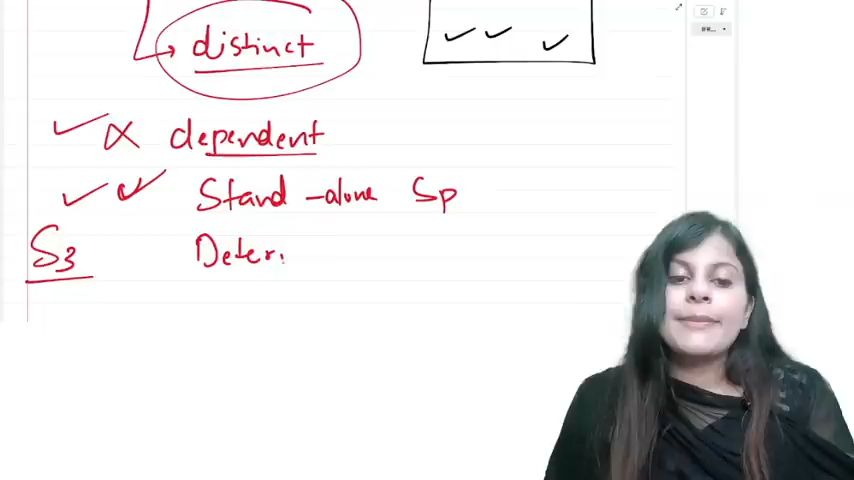 distinct
dependent
Stand-alone Sp
S3 Deter